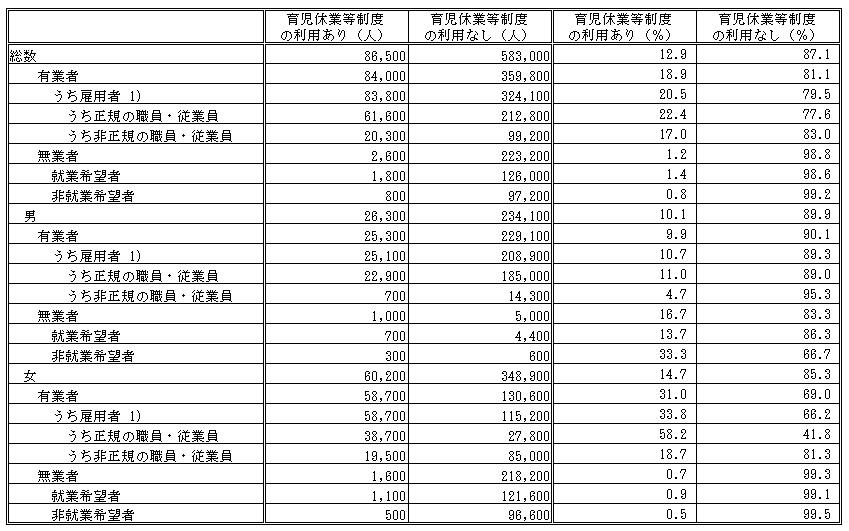 育児休業等制度の利用あり（人） 育児休業等制度の利用なし（人） 育児休業等制度の利用あり（％） 育児休業等制度の利用なし（％）
総数 86,500 583,000 12.9 87.1
有業者 84,000 359,800 18.9 81.1
うち雇用者 1) 83,800 324,100 20.5 79.5
うち正規の職員・従業員 61,600 212,800 22.4 77.6
うち非正規の職員・従業員 20,300 99,200 17.0 83.0
無業者 2,600 223,200 1.2 98.8
就業希望者 1,800 126,000 1.4 98.6
非就業希望者 800 97,200 0.8 99.2
男 26,300 234,100 10.1 89.9
有業者 25,300 229,100 9.9 90.1
うち雇用者 1) 25,100 208,900 10.7 89.3
うち正規の職員・従業員 22,900 185,000 11.0 89.0
うち非正規の職員・従業員 700 14,300 4.7 95.3
無業者 1,000 5,000 16.7 83.3
就業希望者 700 4,400 13.7 86.3
非就業希望者 300 600 33.3 66.7
女 60,200 348,900 14.7 85.3
有業者 58,700 130,600 31.0 69.0
うち雇用者 1) 58,700 115,200 33.8 66.2
うち正規の職員・従業員 38,700 27,800 58.2 41.8
うち非正規の職員・従業員 19,500 85,000 18.7 81.3
無業者 1,600 218,200 0.7 99.3
就業希望者 1,100 121,600 0.9 99.1
非就業希望者 500 96,600 0.5 99.5